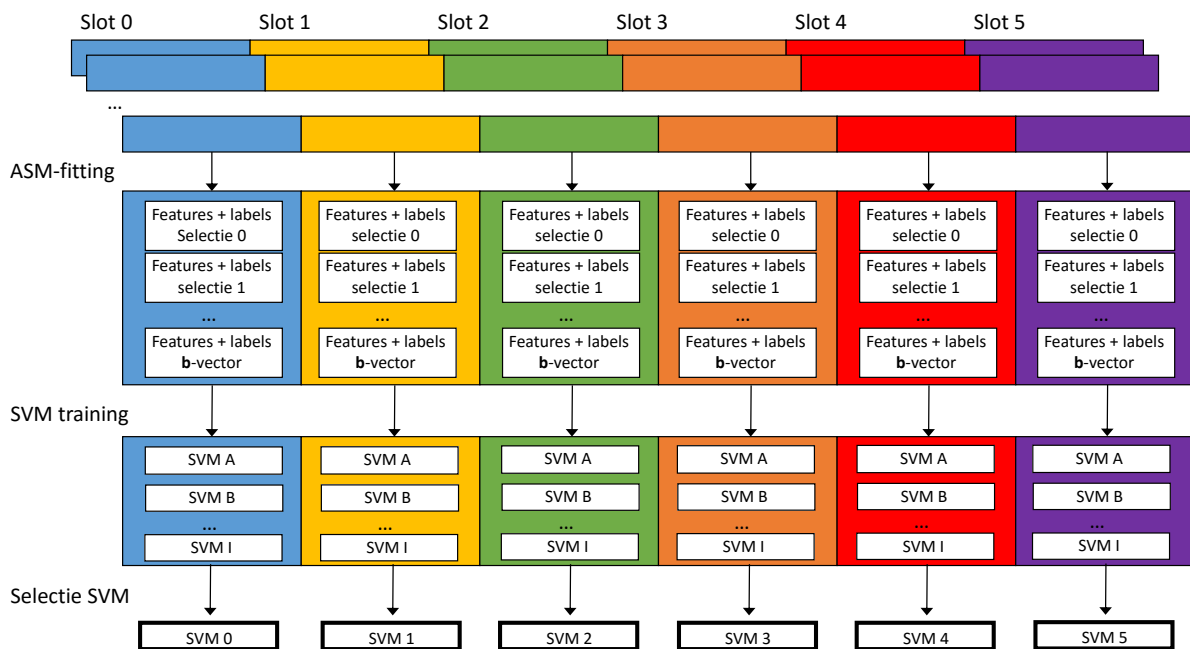 Slot 0 Slot 1 Slot 2 Slot 3 Slot 4 Slot 5
...
ASM-fitting
Features + labels Features + labels Features + labels Features + labels Features + labels Features + labels
Selectie 0 selectie 0 selectie 0 selectie 0 selectie 0 selectie 0
Features + labels Features + labels Features + labels Features + labels Features + labels Features + labels
selectie 1 selectie 1 selectie 1 selectie 1 selectie 1 selectie 1
... ... ... ... ... ...
Features + labels Features + labels Features + labels Features + labels Features + labels Features + labels
b-vector b-vector b-vector b-vector b-vector b-vector
SVM training
SVM A SVM A SVM A SVM A SVM A SVM A
SVM B SVM B SVM B SVM B SVM B SVM B
... ... ... ... ... ...
SVM I SVM I SVM I SVM I SVM I SVM I
Selectie SVM
SVM 0 SVM 1 SVM 2 SVM 3 SVM 4 SVM 5